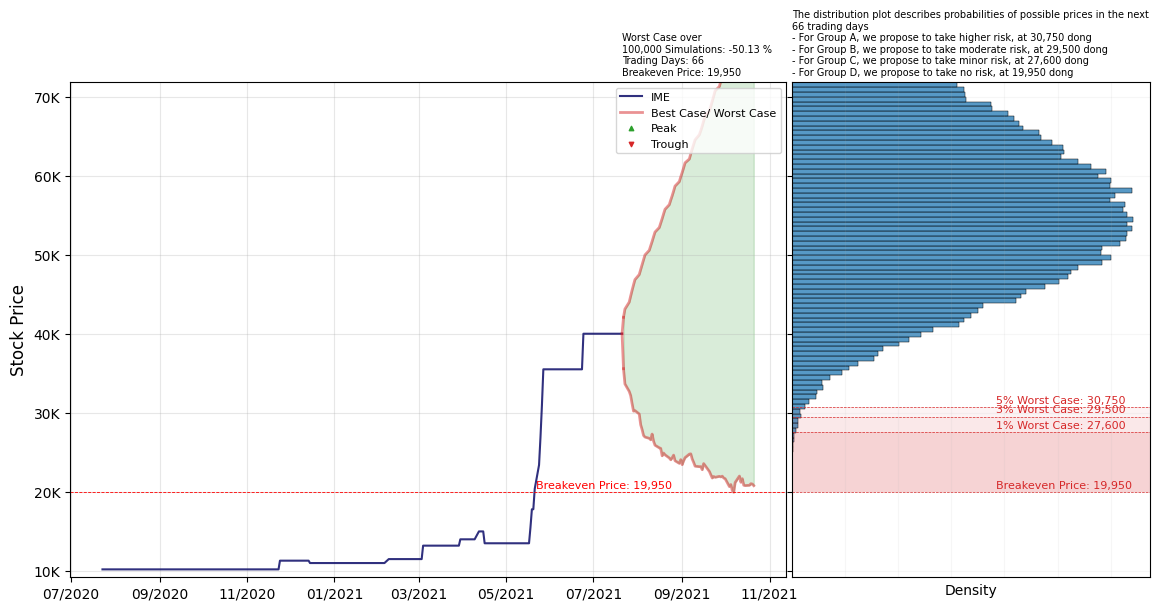 The distribution plot describes probabilities of possible prices in the next
66 trading days
- For Group A, we propose to take higher risk, at 30,750 dong
- For Group B, we propose to take moderate risk, at 29,500 dong
- For Group C, we propose to take minor risk, at 27,600 dong
- For Group D, we propose to take no risk, at 19,950 dong
Worst Case over
100,000 Simulations: -50.13 %
Trading Days: 66
Breakeven Price: 19,950
IME
Best Case/ Worst Case
Peak
Trough
Stock Price
70K
60K
50K
40K
30K
20K
10K
Breakeven Price: 19,950
5% Worst Case: 30,750
3% Worst Case: 29,500
1% Worst Case: 27,600
Breakeven Price: 19,950
07/2020
09/2020
11/2020
01/2021
03/2021
05/2021
07/2021
09/2021
11/2021
Density